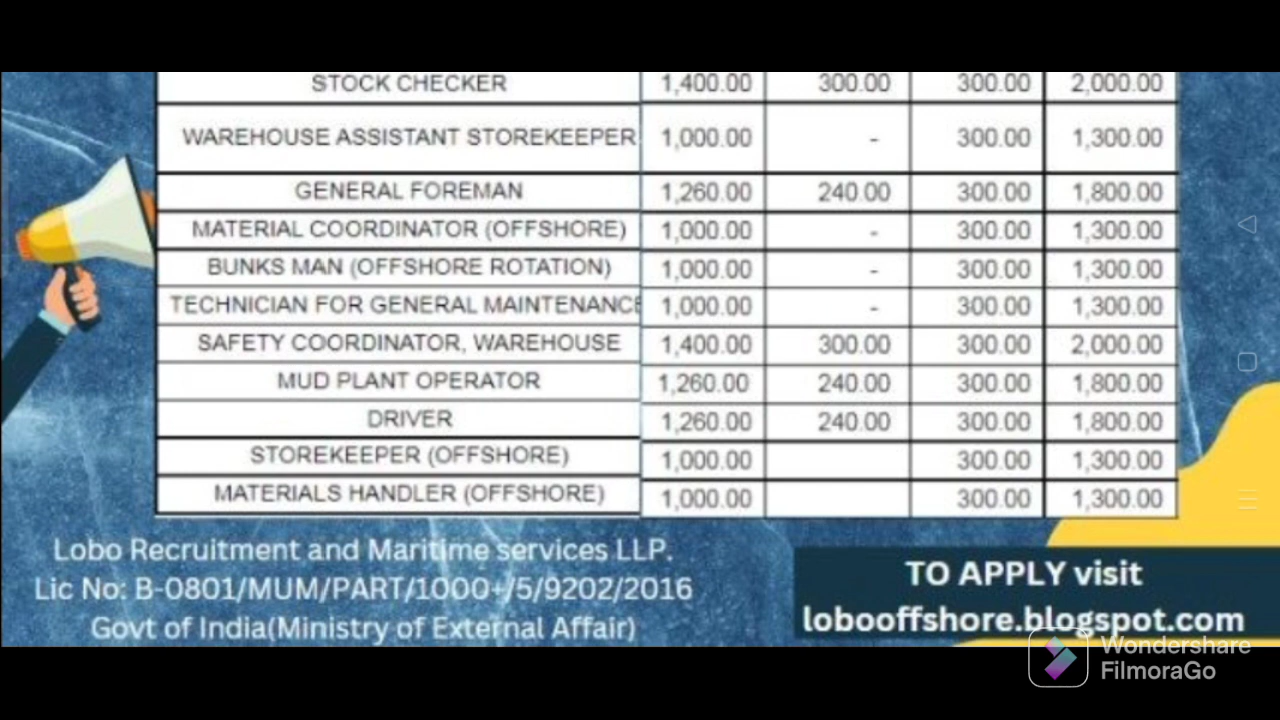 STOCK CHECKER 1,400.00 300.00 300.00 2,000.00
WAREHOUSE ASSISTANT STOREKEEPER 1,000.00 - 300.00 1,300.00
GENERAL FOREMAN 1,260.00 240.00 300.00 1,800.00
MATERIAL COORDINATOR (OFFSHORE) 1,000.00 - 300.00 1,300.00
BUNKS MAN (OFFSHORE ROTATION) 1,000.00 - 300.00 1,300.00
TECHNICIAN FOR GENERAL MAINTENANCE 1,000.00 - 300.00 1,300.00
SAFETY COORDINATOR, WAREHOUSE 1,400.00 300.00 300.00 2,000.00
MUD PLANT OPERATOR 1,260.00 240.00 300.00 1,800.00
DRIVER 1,260.00 240.00 300.00 1,800.00
STOREKEEPER (OFFSHORE) 1,000.00 300.00 1,300.00
MATERIALS HANDLER (OFFSHORE) 1,000.00 300.00 1,300.00
Lobo Recruitment and Maritime services LLP.
Lic No: B-0801/MUM/PART/1000+/5/9202/2016
Govt of India(Ministry of External Affair)
TO APPLY visit
lobooffshore.blogspot.com
Wondershare
FilmoraGo